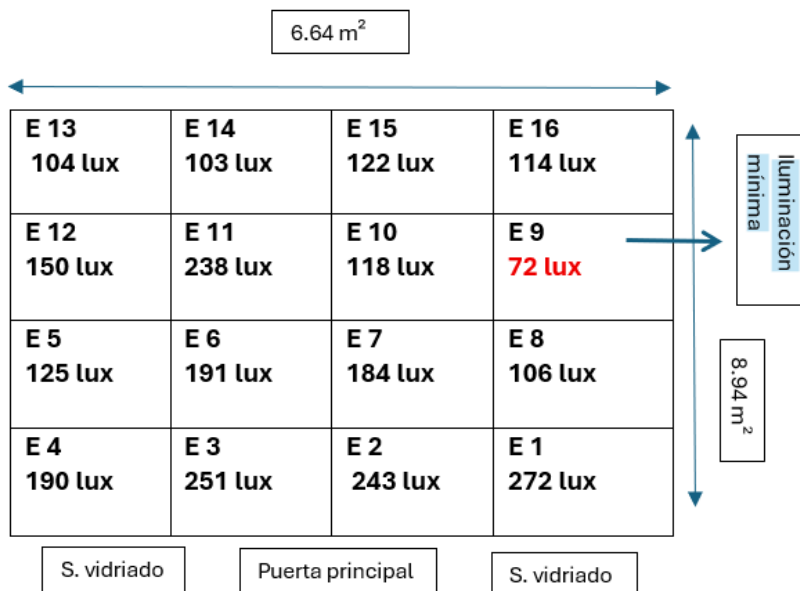 6.64 m²
E 13
104 lux
E 14
103 lux
E 15
122 lux
E 16
114 lux
Iluminación
mínima
E 12
150 lux
E 11
238 lux
E 10
118 lux
E 9
72 lux
E 5
125 lux
E 6
191 lux
E 7
184 lux
E 8
106 lux
8.94 m²
E 4
190 lux
E 3
251 lux
E 2
243 lux
E 1
272 lux
S. vidriado
Puerta principal
S. vidriado